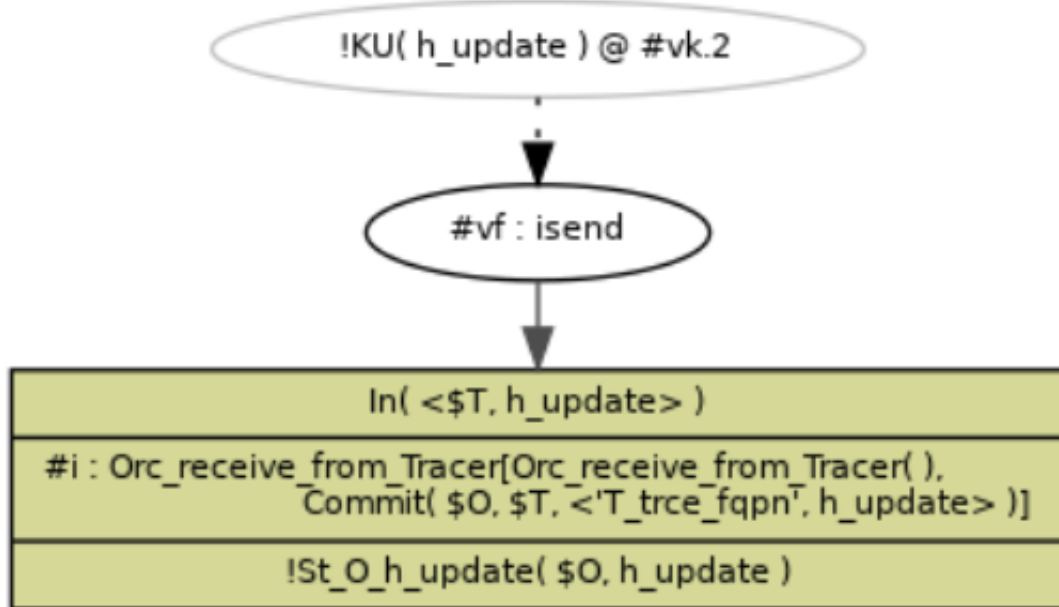 !KU( h_update ) @ #vk.2
#vf : isend
In( <$T, h_update> )
#i : Orc_receive_from_Tracer[Orc_receive_from_Tracer( ),
Commit( $O, $T, <'T_trce_fqpn', h_update> )]
!St_O_h_update( $O, h_update )